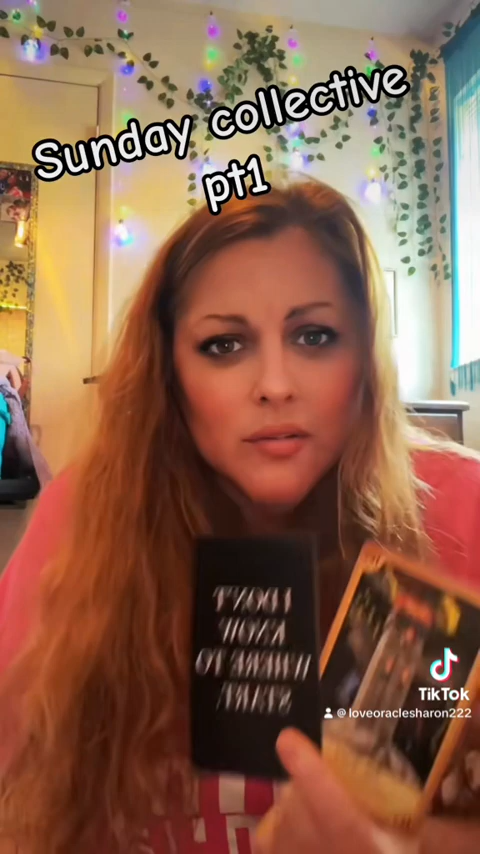 Sunday collective
pt1
I DON'T
KNOW
WHERE TO
START.
TikTok
@loveoraclesharon222